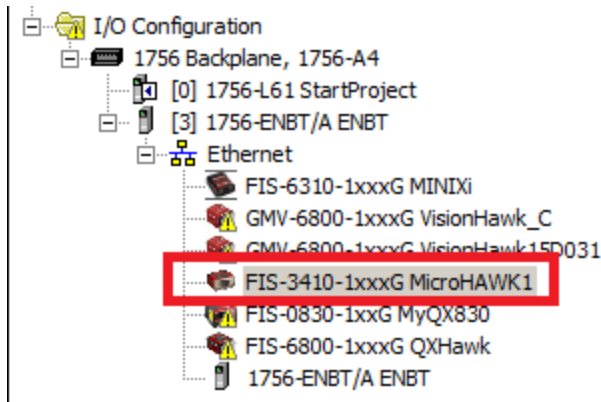 I/O Configuration
1756 Backplane, 1756-A4
[0] 1756-L61 StartProject
[3] 1756-ENBT/A ENBT
Ethernet
FIS-6310-1xxxG MINIXi
GMV-6800-1xxxG VisionHawk_C
GMV-6800-1xxxG VisionHawk15D031
FIS-3410-1xxxG MicroHAWK1
FIS-0830-1xxG MyQX830
FIS-6800-1xxxG QXHawk
1756-ENBT/A ENBT